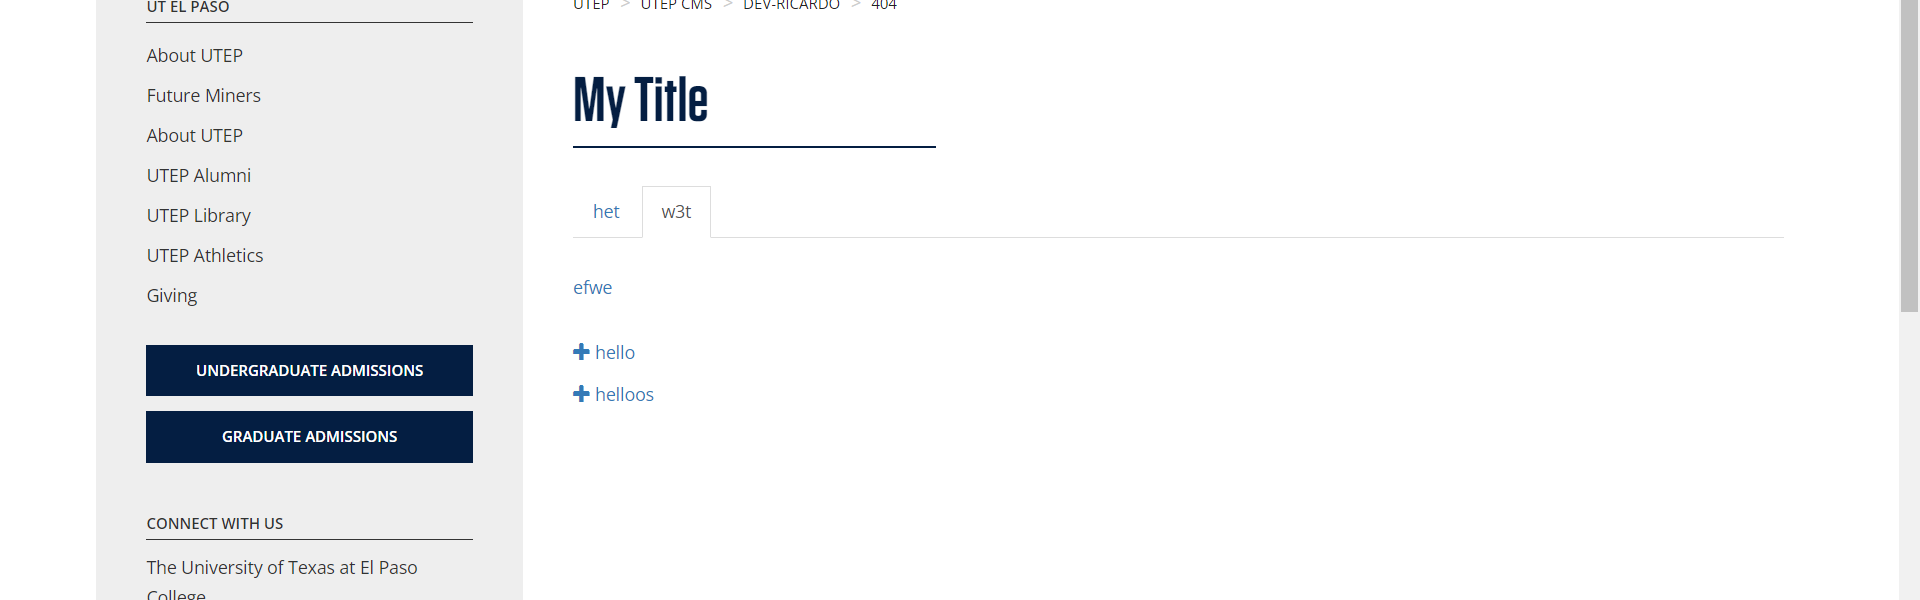 UT EL PASO
About UTEP
Future Miners
About UTEP
UTEP Alumni
UTEP Library
UTEP Athletics
Giving
UNDERGRADUATE ADMISSIONS
GRADUATE ADMISSIONS
CONNECT WITH US
The University of Texas at El Paso
College
UTEP > UTEP CMS > DEV-RICARDO > 404
My Title
het w3t
efwe
hello
helloos